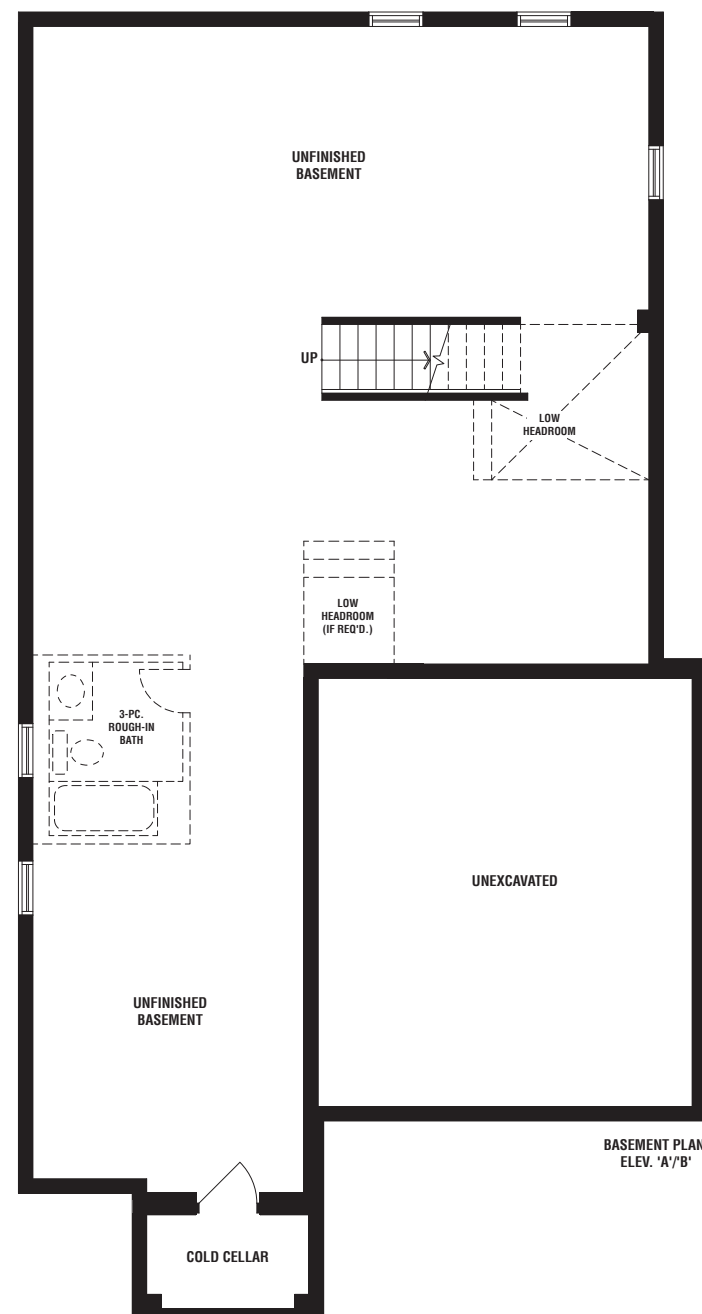 UNFINISHED
BASEMENT
UP
LOW
HEADROOM
LOW
HEADROOM
(IF REQ'D.)
3-PC.
ROUGH-IN
BATH
UNEXCAVATED
UNFINISHED
BASEMENT
BASEMENT PLAN
ELEV. 'A'/'B'
COLD CELLAR